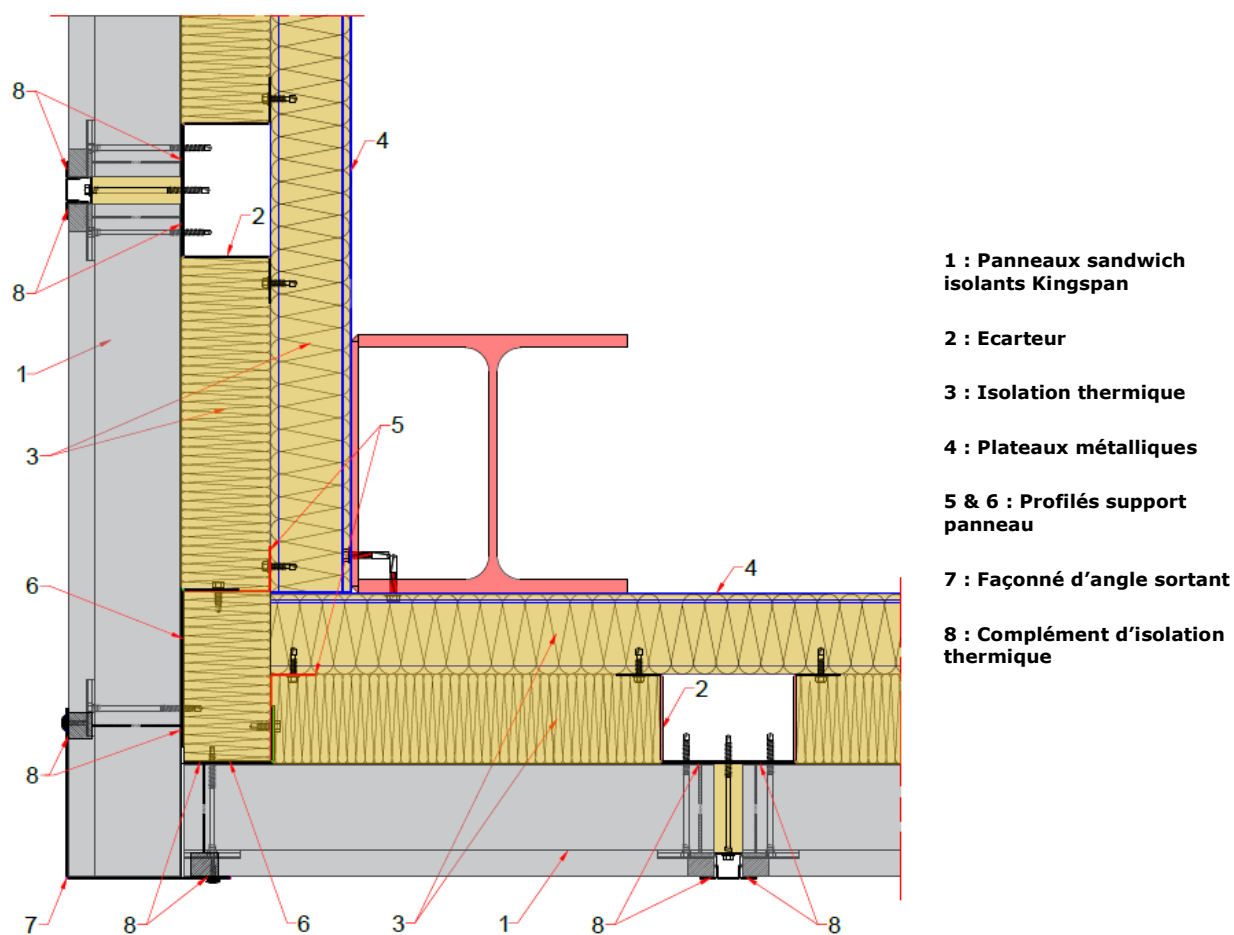 8
4
2
1 : Panneaux sandwich
isolants Kingspan
2 : Ecarteur
1
3 : Isolation thermique
5
3
4 : Plateaux métalliques
5 & 6 : Profilés support
panneau
4
7 : Façonné d’angle sortant
6
8 : Complément d’isolation
thermique
2
8
7
8
6
3
1
8
8